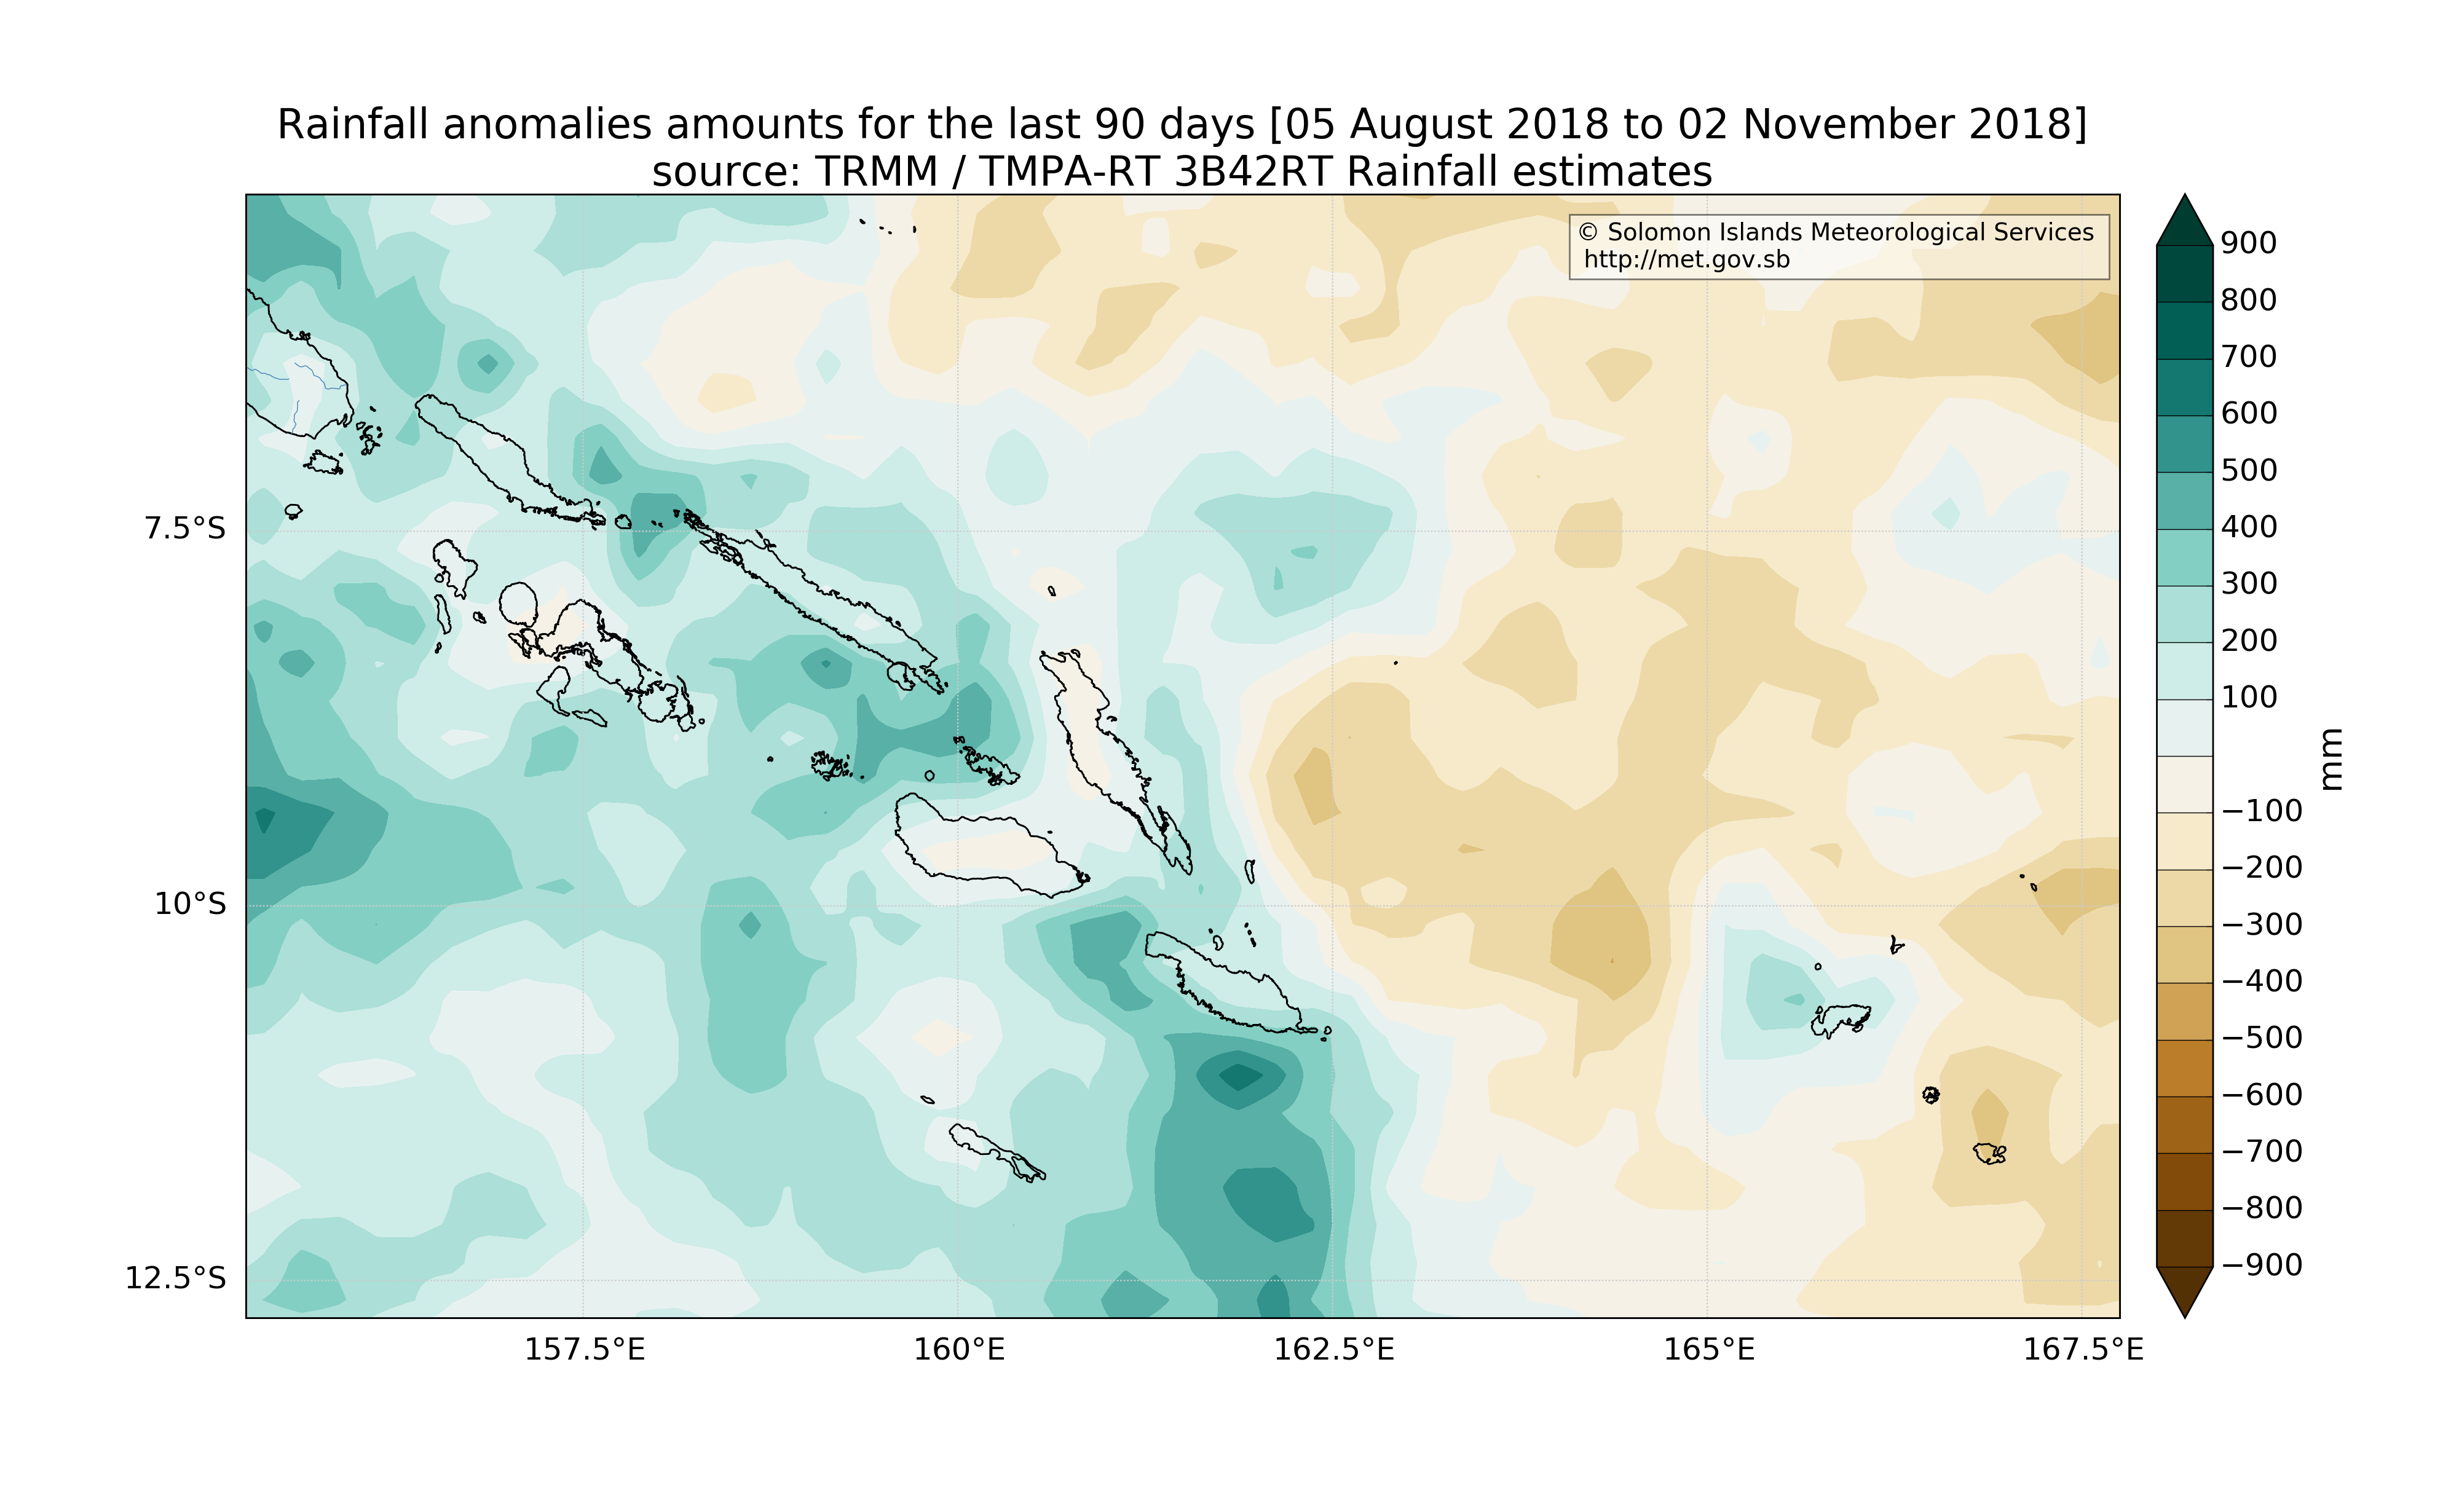 Rainfall anomalies amounts for the last 90 days [05 August 2018 to 02 November 2018]
source: TRMM / TMPA-RT 3B42RT Rainfall estimates
© Solomon Islands Meteorological Services
http://met.gov.sb
7.5°S
10°S
12.5°S
157.5°E
160°E
162.5°E
165°E
167.5°E
900
800
700
600
500
400
300
200
100
−100
−200
−300
−400
−500
−600
−700
−800
−900
mm